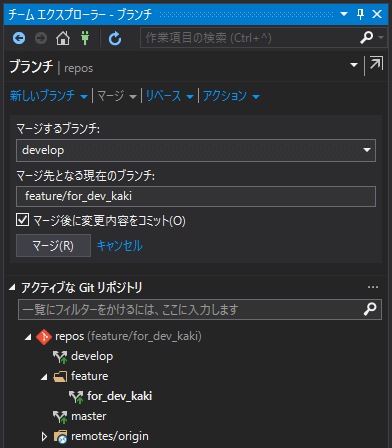 チーム エクスプローラー - ブランチ
作業項目の検索 (Ctrl+^)
ブランチ | repos
新しいブランチ | マージ | リベース | アクション
マージするブランチ:
develop
マージ先となる現在のブランチ:
feature/for_dev_kaki
マージ後に変更内容をコミット(O)
マージ(R) キャンセル
アクティブな Git リポジトリ
一覧にフィルターをかけるには、ここに入力します
repos (feature/for_dev_kaki)
develop
feature
for_dev_kaki
master
remotes/origin